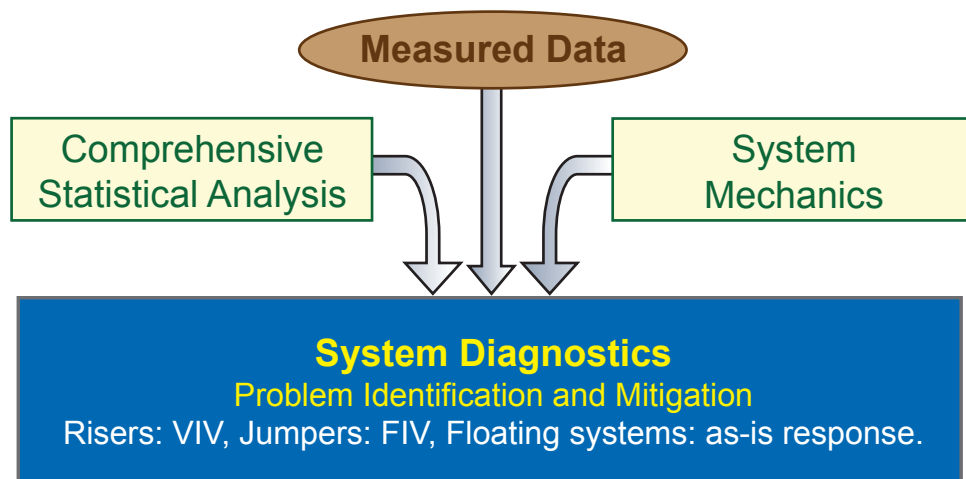 Measured Data
Comprehensive
Statistical Analysis
System
Mechanics
System Diagnostics
Problem Identification and Mitigation
Risers: VIV, Jumpers: FIV, Floating systems: as-is response.